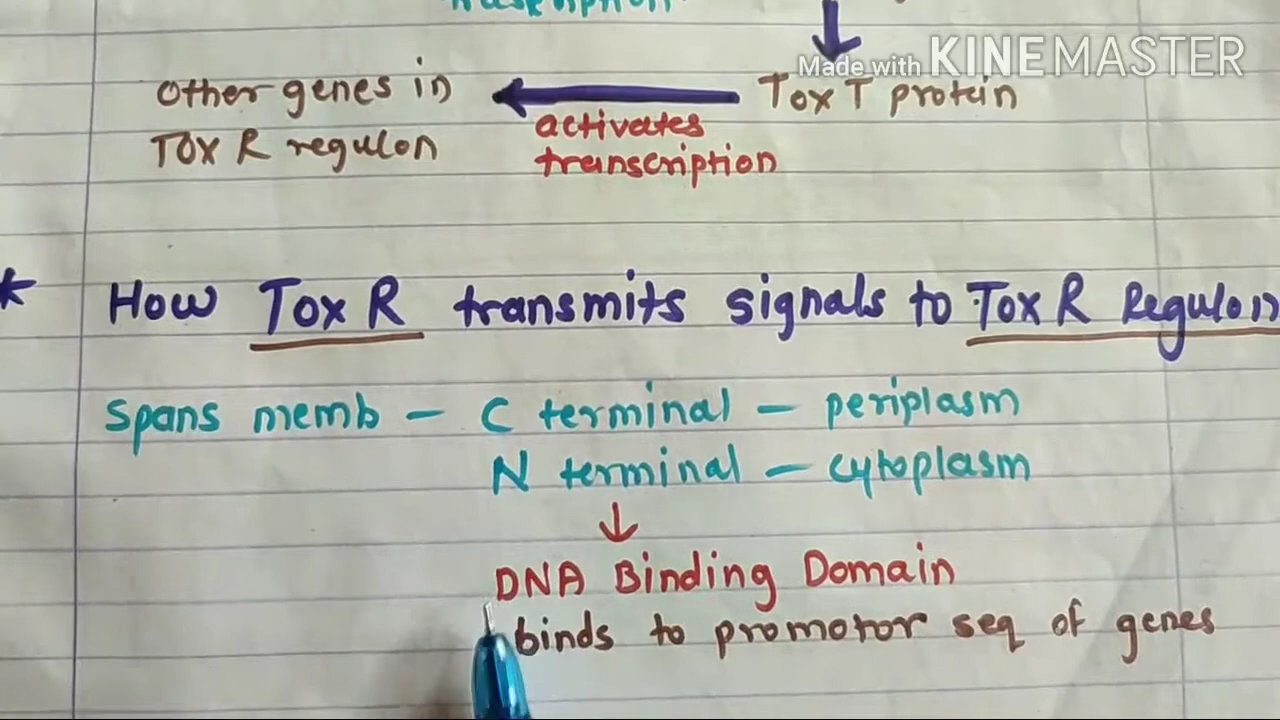 Made with KINEMASTER
Other genes in
Tox R regulon
activates
transcription
Tox T protein
* How Tox R transmits signals to Tox R Regulon
Spans memb - C terminal - periplasm
N terminal - cytoplasm
↓
DNA Binding Domain
binds to promotor seq of genes